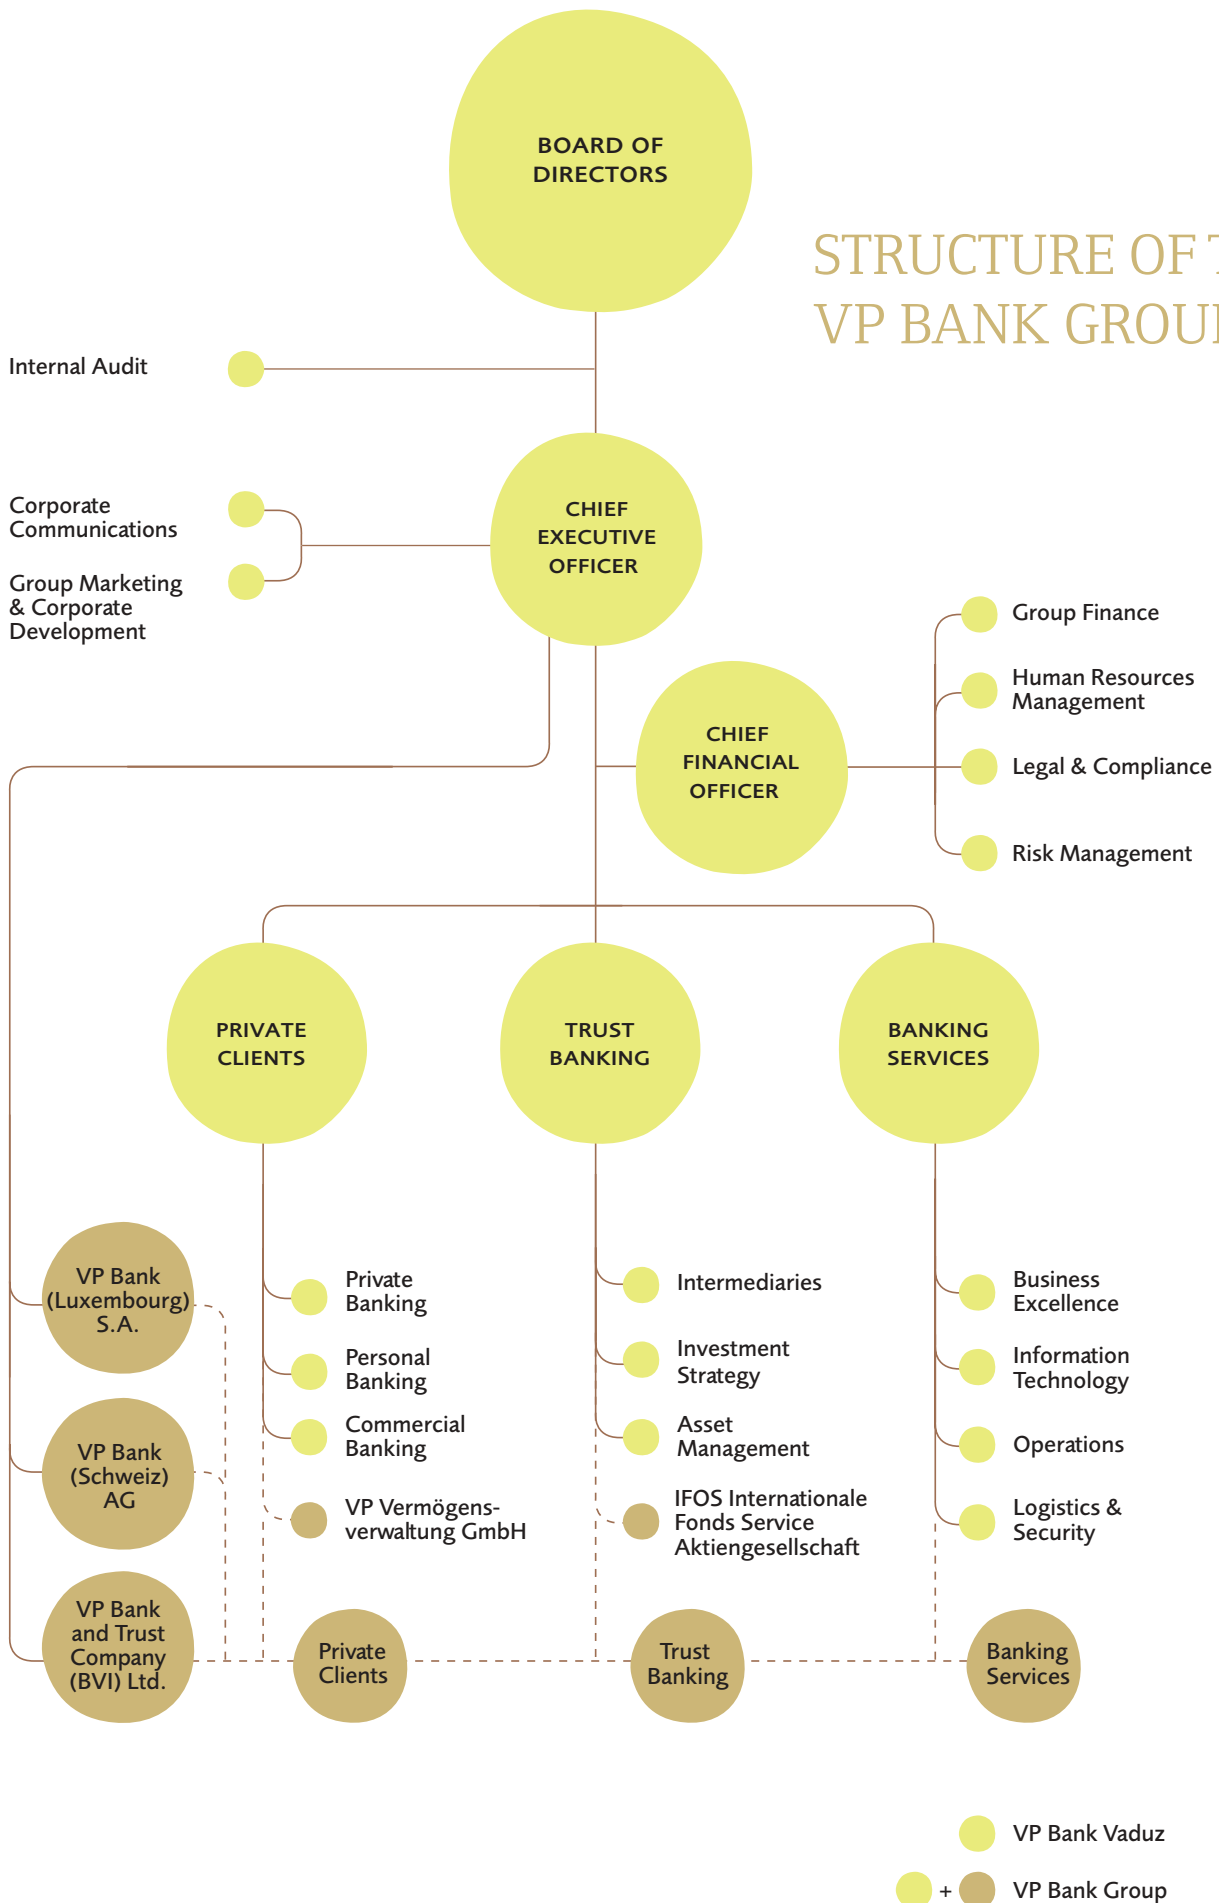 BOARD OF
DIRECTORS
STRUCTURE OF
VP BANK GROU
Internal Audit
Corporate
Communications
Group Marketing
& Corporate
Development
CHIEF
EXECUTIVE
OFFICER
CHIEF
FINANCIAL
OFFICER
Group Finance
Human Resources
Management
Legal & Compliance
Risk Management
PRIVATE
CLIENTS
TRUST
BANKING
BANKING
SERVICES
VP Bank
(Luxembourg)
S.A.
VP Bank
(Schweiz)
AG
VP Bank
and Trust
Company
(BVI) Ltd.
Private
Banking
Personal
Banking
Commercial
Banking
VP Vermögens-
verwaltung GmbH
Intermediaries
Investment
Strategy
Asset
Management
IFOS Internationale
Fonds Service
Aktiengesellschaft
Business
Excellence
Information
Technology
Operations
Logistics &
Security
Private
Clients
Trust
Banking
Banking
Services
VP Bank Vaduz
+ VP Bank Group